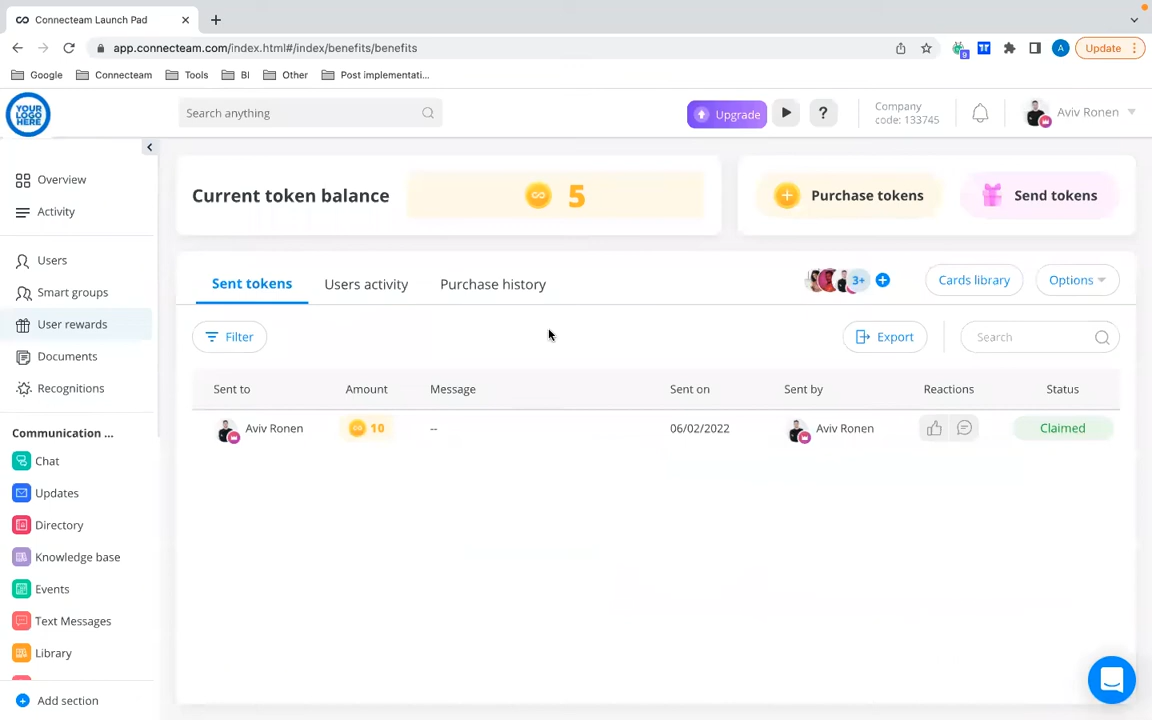 Connecteam Launch Pad
app.connecteam.com/index.html#/index/benefits/benefits
9
A
Update
Google
Connecteam
Tools
BI
Other
Post implementati...
YOUR
LOGO
HERE
Search anything
Upgrade
?
Company
code: 133745
Aviv Ronen
Overview
Activity
Users
Smart groups
User rewards
Documents
Recognitions
Communication ...
Chat
Updates
Directory
Knowledge base
Events
Text Messages
Library
Add section
Current token balance
5
Purchase tokens
Send tokens
Sent tokens
Users activity
Purchase history
3+
Cards library
Options
Filter
Export
Search
Sent to Amount Message Sent on Sent by Reactions Status
Aviv Ronen 10 -- 06/02/2022 Aviv Ronen Claimed